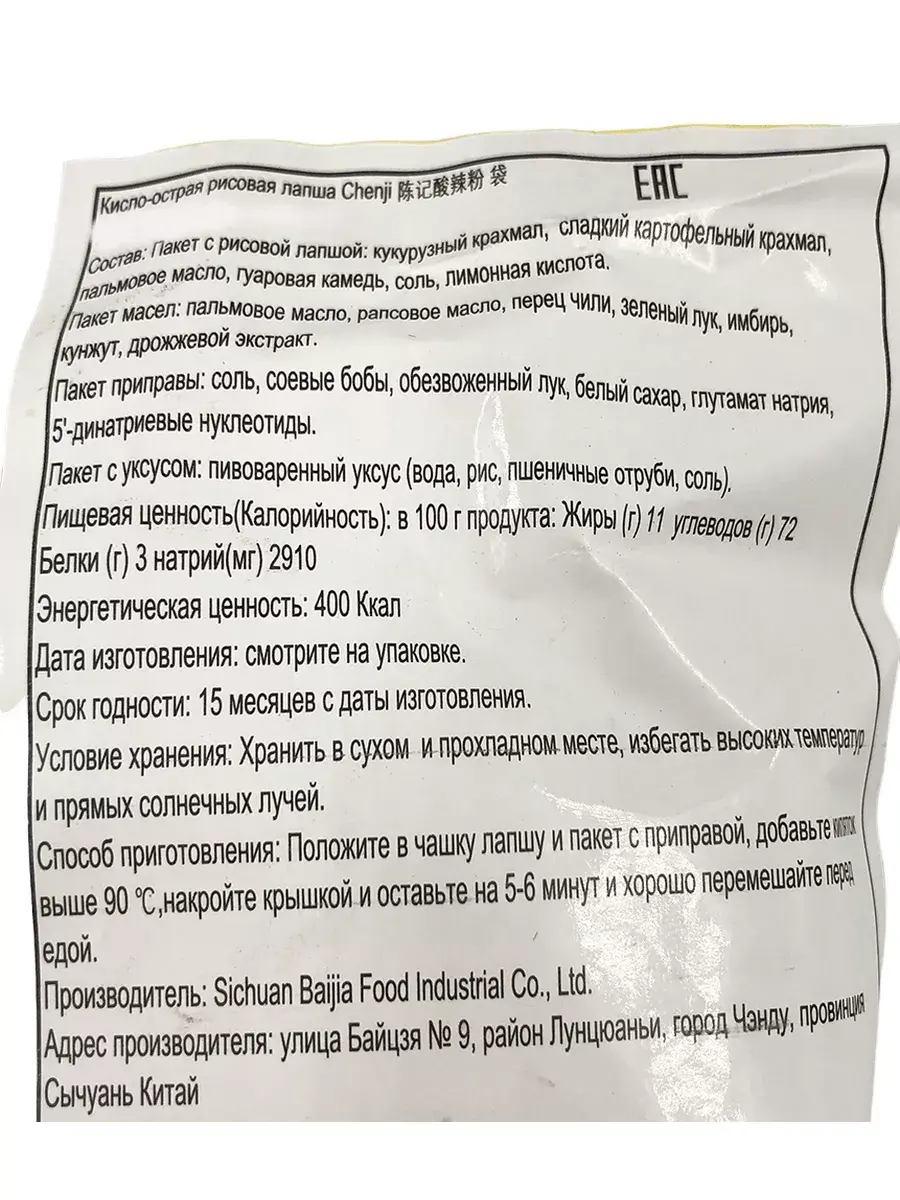 Кисло-острая рисовая лапша Chenji 陈记酸辣粉 袋
EAC
Состав: Пакет с рисовой лапшой: кукурузный крахмал, сладкий картофельный крахмал,
пальмовое масло, гуаровая камедь, соль, лимонная кислота.
Пакет масел: пальмовое масло, рапсовое масло, перец чили, зеленый лук, имбирь,
кунжут, дрожжевой экстракт.
Пакет приправы: соль, соевые бобы, обезвоженный лук, белый сахар, глутамат натрия,
5'-динатриевые нуклеотиды.
Пакет с уксусом: пивоваренный уксус (вода, рис, пшеничные отруби, соль).
Пищевая ценность(Калорийность): в 100 г продукта: Жиры (г) 11 углеводов (г) 72
Белки (г) 3 натрий(мг) 2910
Энергетическая ценность: 400 Ккал
Дата изготовления: смотрите на упаковке.
Срок годности: 15 месяцев с даты изготовления.
Условие хранения: Хранить в сухом и прохладном месте, избегать высоких температур
и прямых солнечных лучей.
Способ приготовления: Положите в чашку лапшу и пакет с приправой, добавьте кипяток
выше 90 ℃,накройте крышкой и оставьте на 5-6 минут и хорошо перемешайте перед
едой.
Производитель: Sichuan Baijia Food Industrial Co., Ltd.
Адрес производителя: улица Байцзя № 9, район Лунцюаньи, город Чэнду, провинция
Сычуань Китай